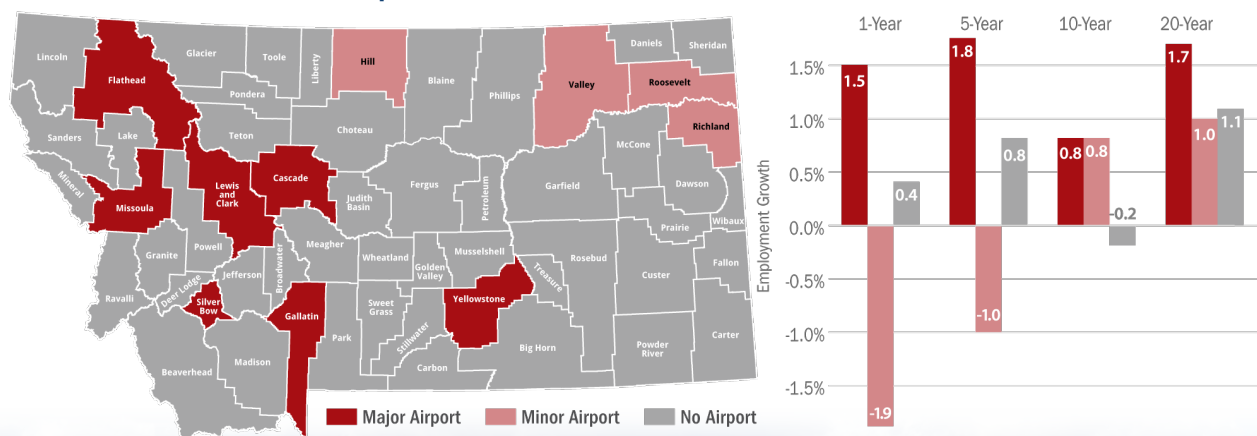 Lincoln
Flathead
Glacier
Toole
Liberty
Hill
Blaine
Phillips
Valley
Daniels
Sheridan
Roosevelt
Richland
Pondera
Teton
Choteau
Sanders
Lake
Mineral
Missoula
Lewis
and
Clark
Cascade
Judith
Basin
Fergus
Petroleum
Garfield
McCone
Dawson
Wibaux
Prairie
Powell
Granite
Ravalli
Deer Lodge
Silver
Bow
Jefferson
Broadwater
Meagher
Wheatland
Golden
Valley
Musselshell
Treasure
Rosebud
Custer
Fallon
Gallatin
Park
Sweet
Grass
Stillwater
Yellowstone
Big Horn
Powder
River
Carter
Beaverhead
Madison
Carbon
Major Airport
Minor Airport
No Airport
1-Year
5-Year
10-Year
20-Year
Employment Growth
1.5%
1.0%
0.5%
0.0%
-0.5%
-1.0%
-1.5%
1.5
-1.9
0.4
1.8
-1.0
0.8
0.8
0.8
-0.2
1.7
1.0
1.1